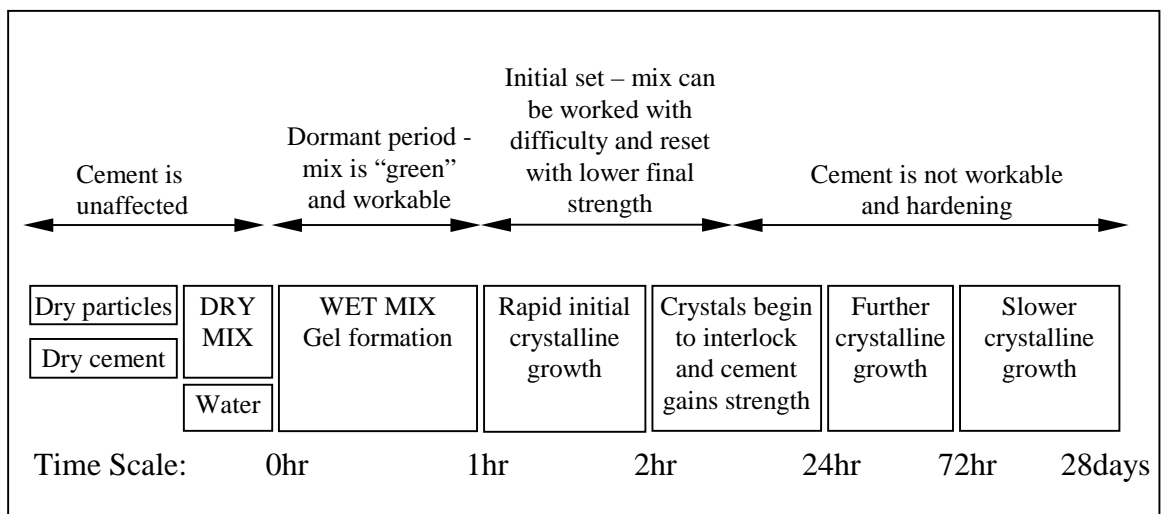 Cement is
unaffected
Dormant period -
mix is “green”
and workable
Initial set – mix can
be worked with
difficulty and reset
with lower final
strength
Cement is not workable
and hardening
Dry particles
Dry cement
DRY
MIX
Water
WET MIX
Gel formation
Rapid initial
crystalline
growth
Crystals begin
to interlock
and cement
gains strength
Further
crystalline
growth
Slower
crystalline
growth
Time Scale: 0hr 1hr 2hr 24hr 72hr 28days